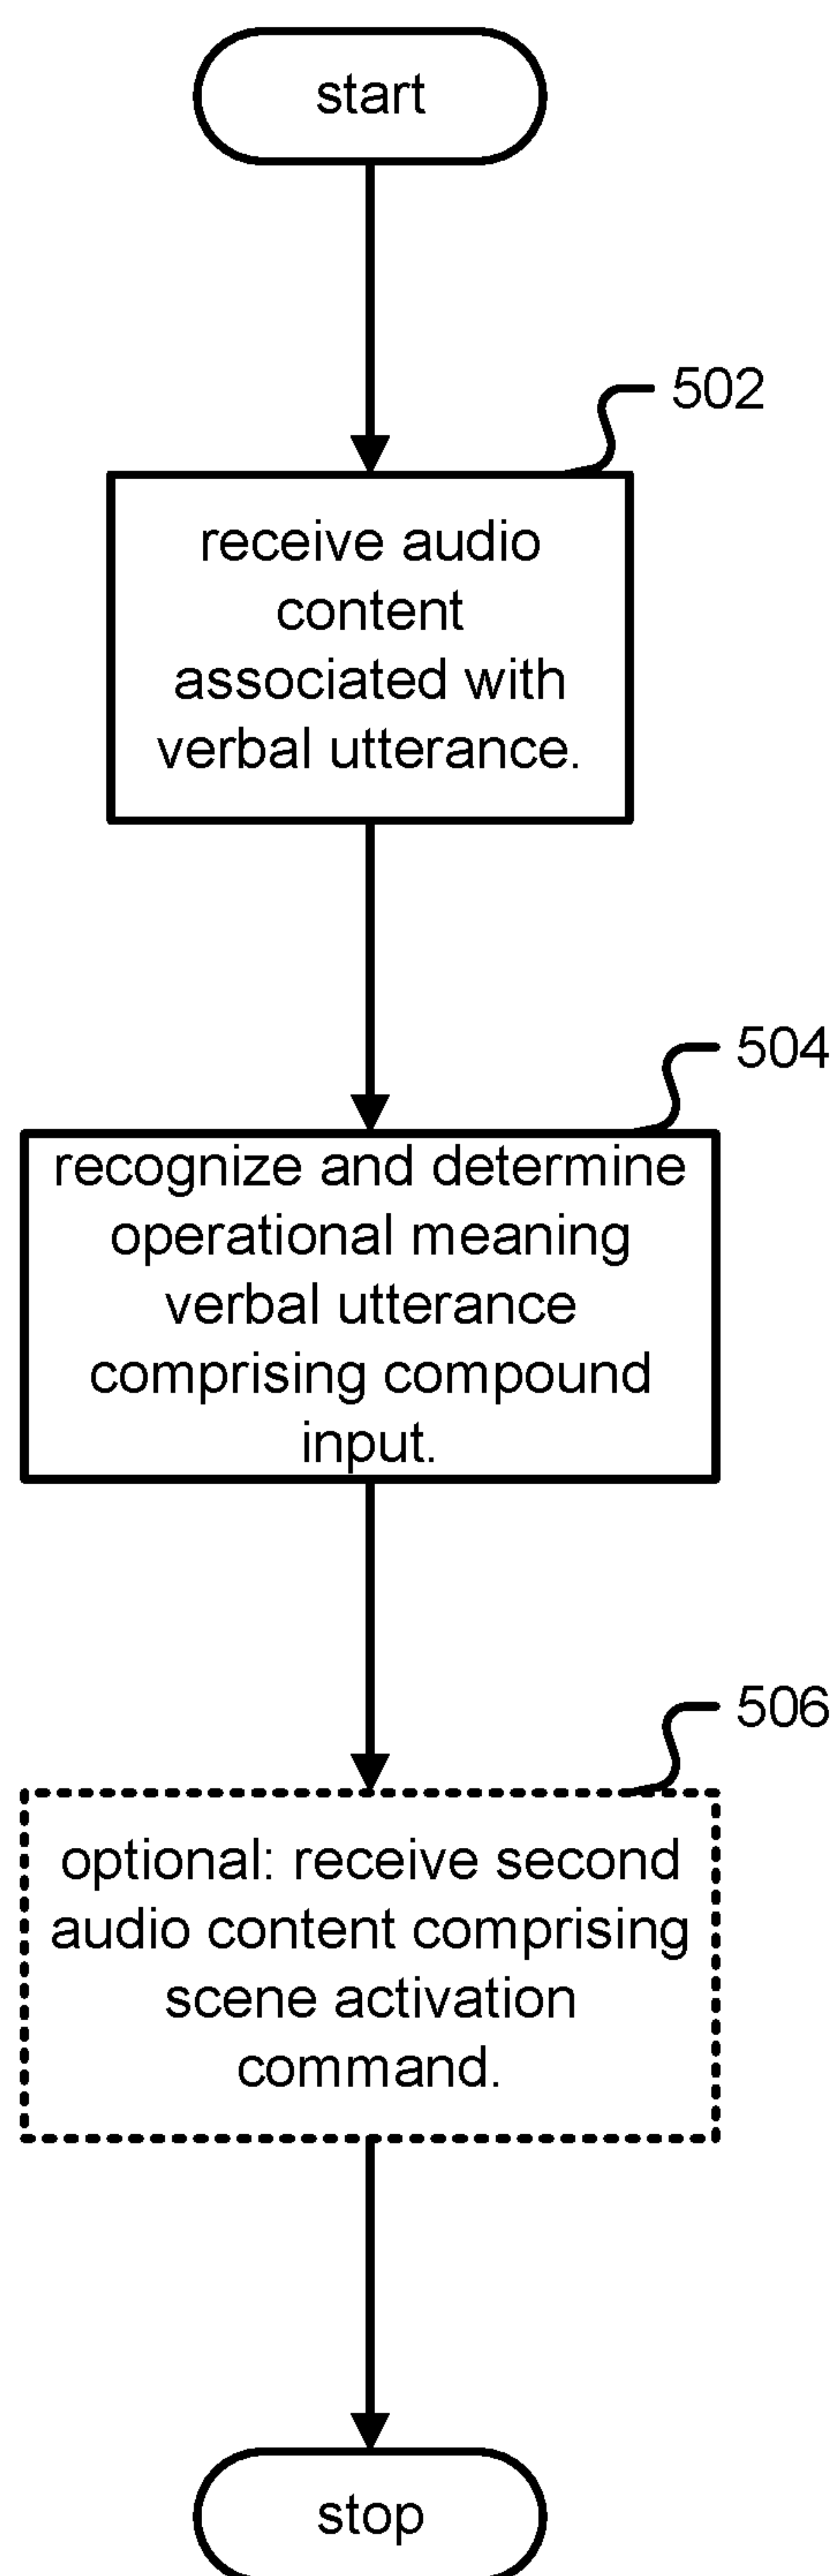 start
502
receive audio
content
associated with
verbal utterance.
504
recognize and determine
operational meaning
verbal utterance
comprising compound
input.
506
optional: receive second
audio content comprising
scene activation
command.
stop